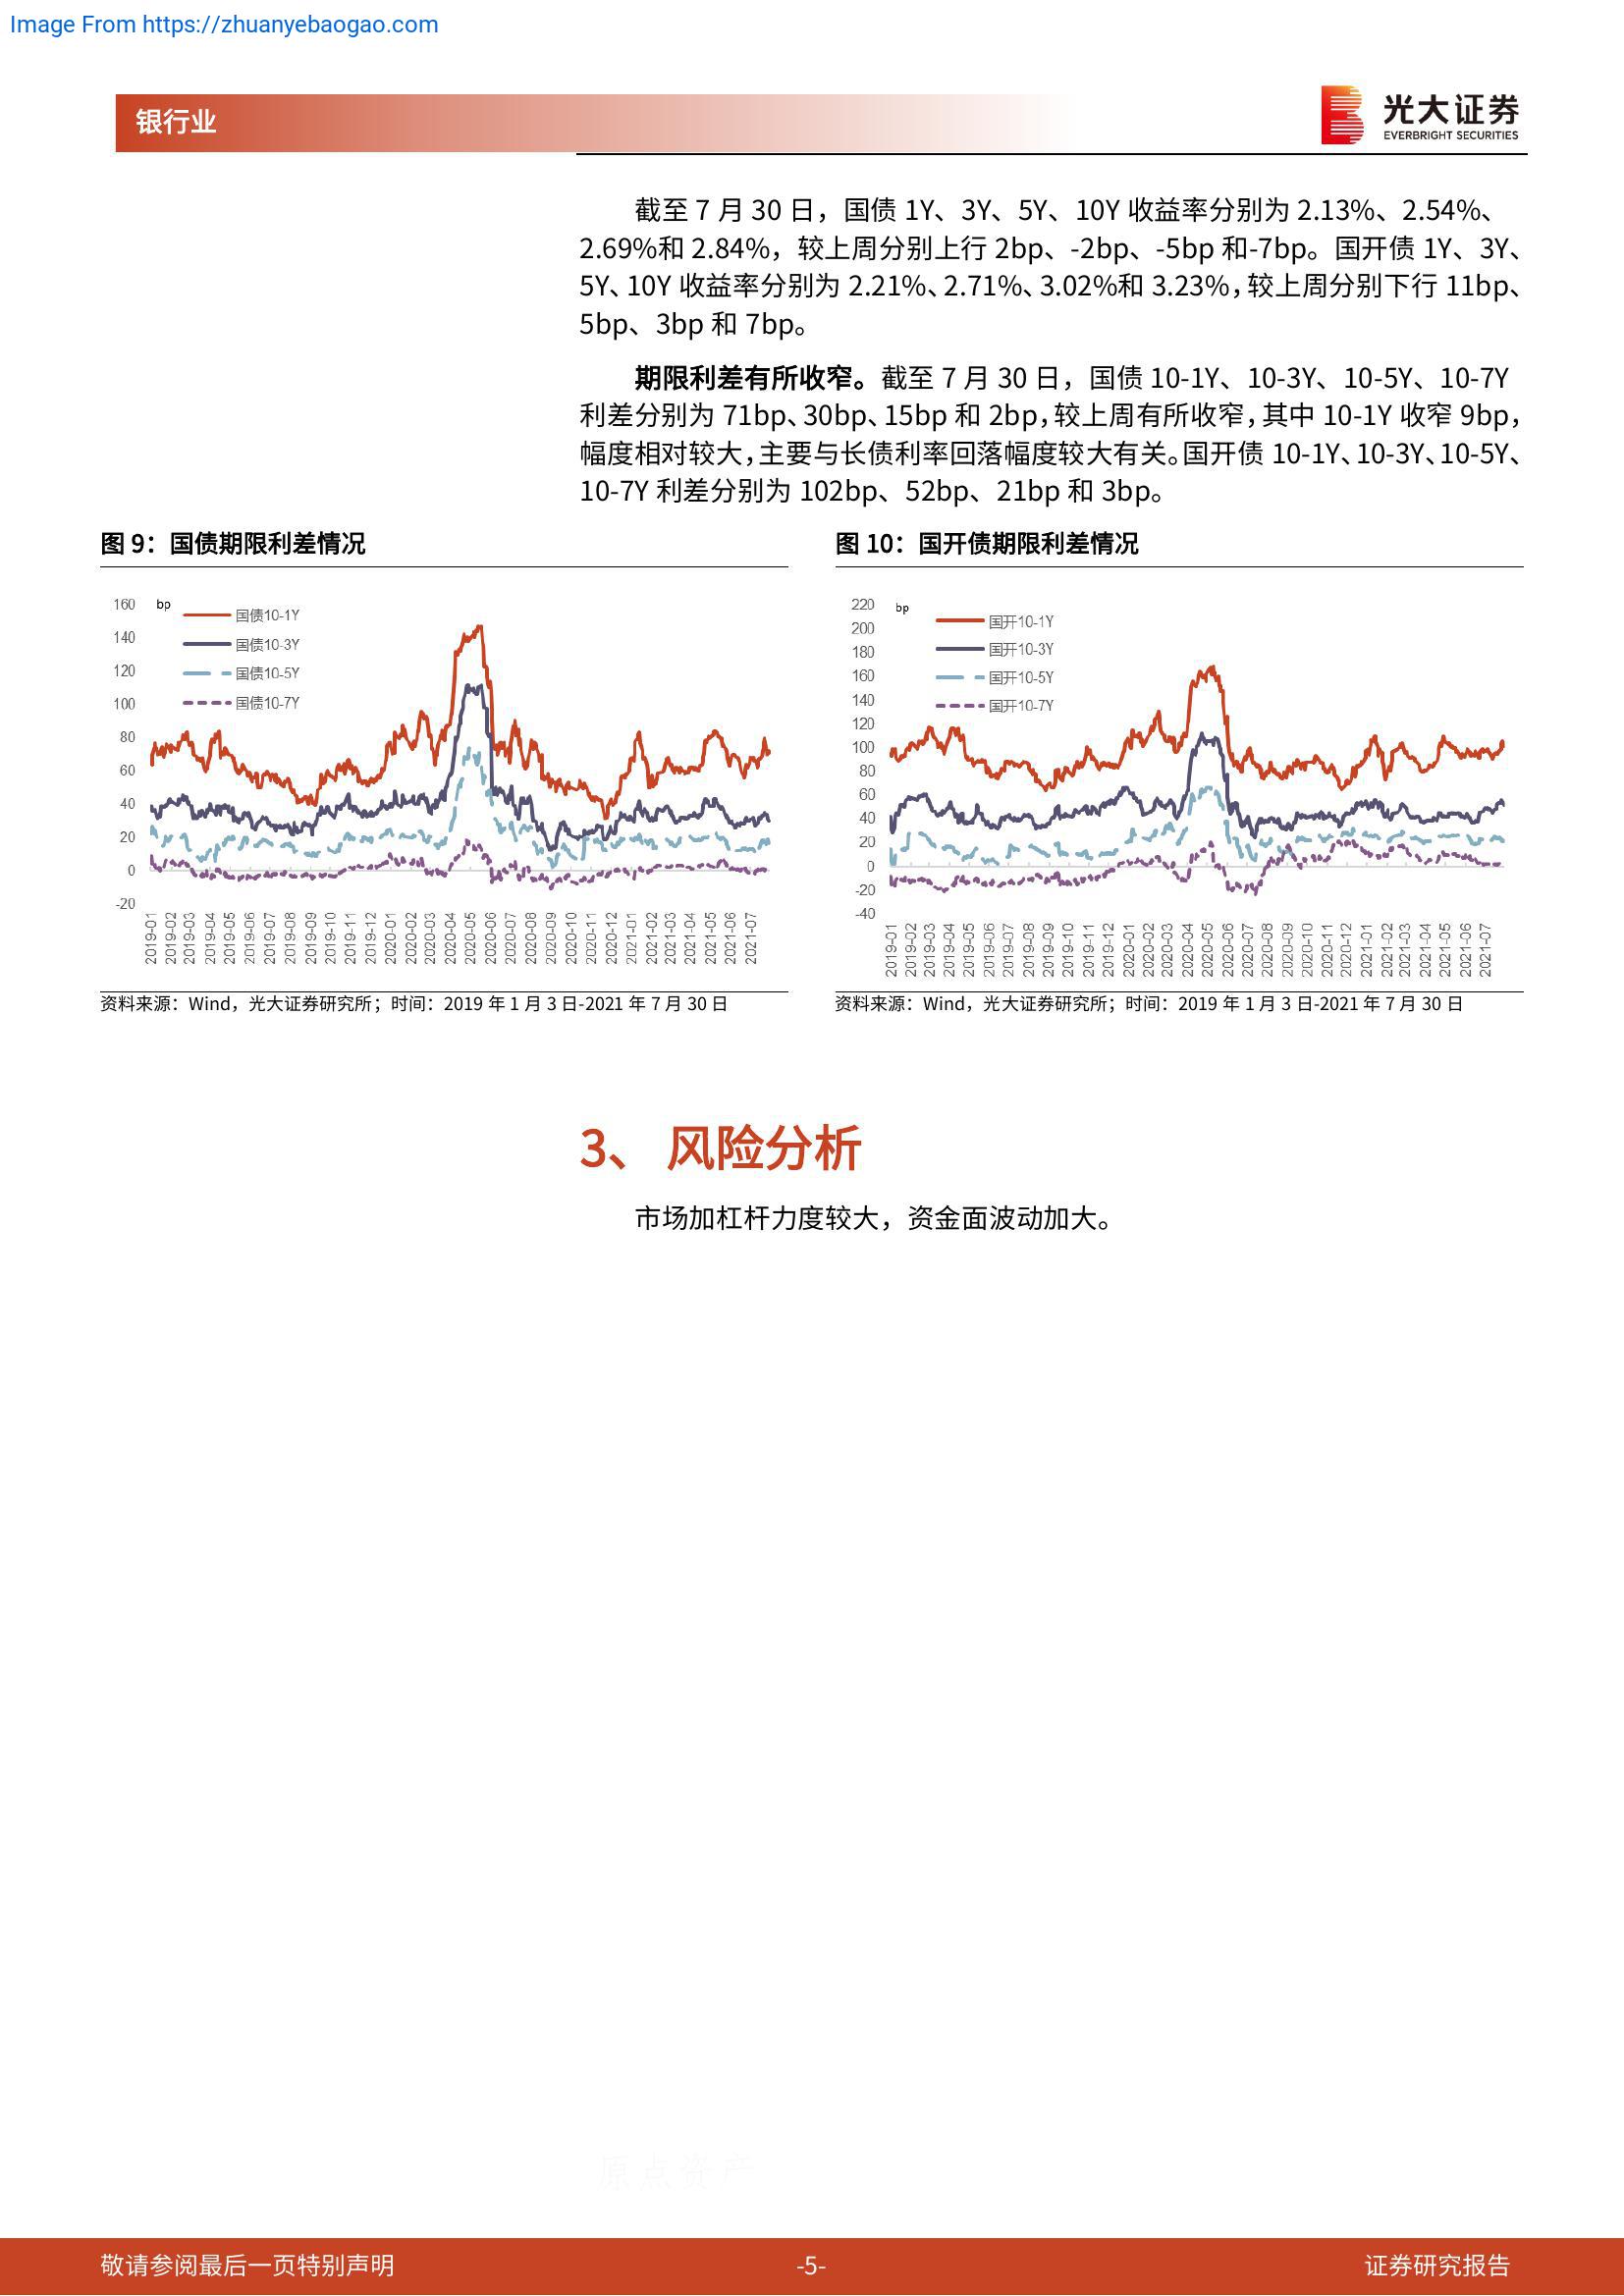 Image From https://zhuanyebaogao.com
银行业
光大证券
EVERBRIGHT SECURITIES
截至 7 月 30 日，国债 1Y、3Y、5Y、10Y 收益率分别为 2.13%、2.54%、
2.69%和 2.84%，较上周分别上行 2bp、-2bp、-5bp 和-7bp。国开债 1Y、3Y、
5Y、10Y 收益率分别为 2.21%、2.71%、3.02%和 3.23%，较上周分别下行 11bp、
5bp、3bp 和 7bp。
期限利差有所收窄。截至 7 月 30 日，国债 10-1Y、10-3Y、10-5Y、10-7Y
利差分别为 71bp、30bp、15bp 和 2bp，较上周有所收窄，其中 10-1Y 收窄 9bp，
幅度相对较大，主要与长债利率回落幅度较大有关。国开债 10-1Y、10-3Y、10-5Y、
10-7Y 利差分别为 102bp、52bp、21bp 和 3bp。
图 9：国债期限利差情况
160
140
120
100
80
60
40
20
0
-20
bp
国债10-1Y
国债10-3Y
国债10-5Y
国债10-7Y
2019-01
2019-02
2019-03
2019-04
2019-05
2019-06
2019-07
2019-08
2019-09
2019-10
2019-11
2019-12
2020-01
2020-02
2020-03
2020-04
2020-05
2020-06
2020-07
2020-08
2020-09
2020-10
2020-11
2020-12
2021-01
2021-02
2021-03
2021-04
2021-05
2021-06
2021-07
资料来源：Wind，光大证券研究所；时间：2019 年 1 月 3 日-2021 年 7 月 30 日
图 10：国开债期限利差情况
220
200
180
160
140
120
100
80
60
40
20
0
-20
-40
bp
国开10-1Y
国开10-3Y
国开10-5Y
国开10-7Y
2019-01
2019-02
2019-03
2019-04
2019-05
2019-06
2019-07
2019-08
2019-09
2019-10
2019-11
2019-12
2020-01
2020-02
2020-03
2020-04
2020-05
2020-06
2020-07
2020-08
2020-09
2020-10
2020-11
2020-12
2021-01
2021-02
2021-03
2021-04
2021-05
2021-06
2021-07
资料来源：Wind，光大证券研究所；时间：2019 年 1 月 3 日-2021 年 7 月 30 日
3、 风险分析
市场加杠杆力度较大，资金面波动加大。
敬请参阅最后一页特别声明
-5-
证券研究报告